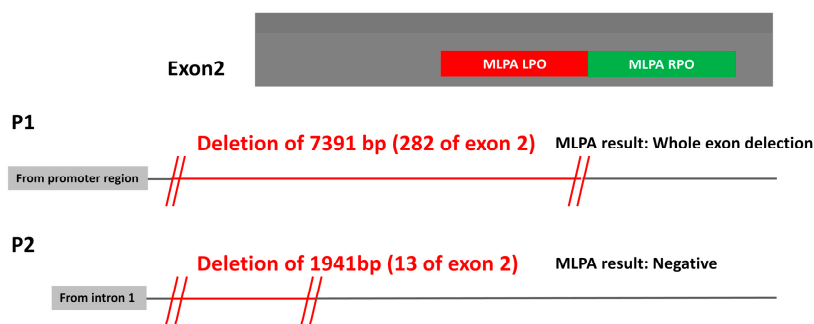 MLPA LPO MLPA RPO
Exon2
P1
Deletion of 7391 bp (282 of exon 2) MLPA result: Whole exon delection
From promoter region
P2
Deletion of 1941bp (13 of exon 2) MLPA result: Negative
From intron 1